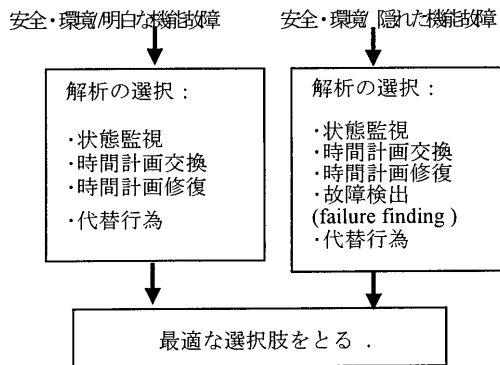 安全・環境/明白な機能故障
解析の選択：
・状態監視
・時間計画交換
・時間計画修復
・代替行為
安全・環境/ 隠れた機能故障
解析の選択：
・状態監視
・時間計画交換
・時間計画修復
・故障検出
(failure finding )
・代替行為
最適な選択肢をとる .